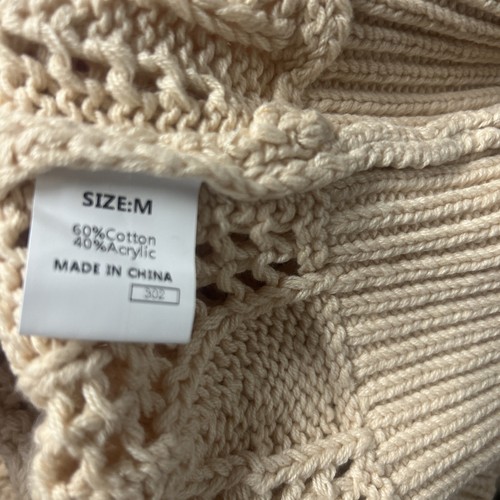 SIZE:M
60%Cotton
40%Acrylic
MADE IN CHINA
302